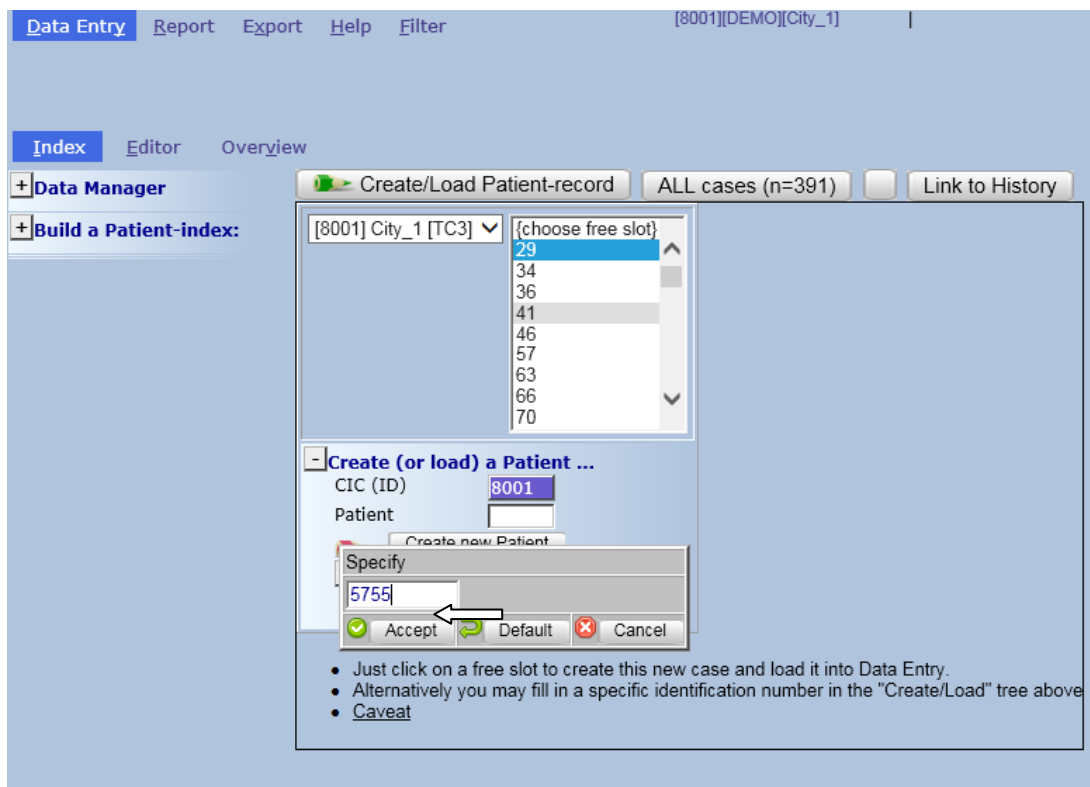 Data Entry Report Export Help Filter [8001][DEMO][City_1]
Index Editor Overview
+ Data Manager
+ Build a Patient-index:
Create/Load Patient-record ALL cases (n=391) Link to History
[8001] City_1 [TC3] {choose free slot}
29
34
36
41
46
57
63
66
70
- Create (or load) a Patient ...
CIC (ID) 8001
Patient
Create new Patient
Specify
5755
Accept Default Cancel
• Just click on a free slot to create this new case and load it into Data Entry.
• Alternatively you may fill in a specific identification number in the "Create/Load" tree above
• Caveat